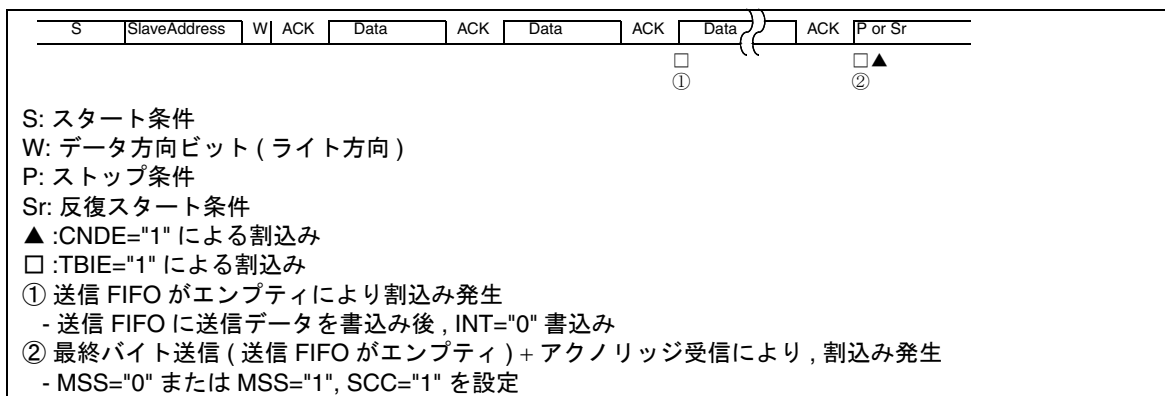 S SlaveAddress W ACK Data ACK Data ACK Data ACK P or Sr
□ □▲
① ②
S: スタート条件
W: データ方向ビット ( ライト方向 )
P: ストップ条件
Sr: 反復スタート条件
▲ :CNDE="1" による割込み
□ :TBIE="1" による割込み
① 送信 FIFO がエンプティにより割込み発生
- 送信 FIFO に送信データを書込み後 , INT="0" 書込み
② 最終バイト送信 ( 送信 FIFO がエンプティ ) + アクノリッジ受信により , 割込み発生
- MSS="0" または MSS="1", SCC="1" を設定